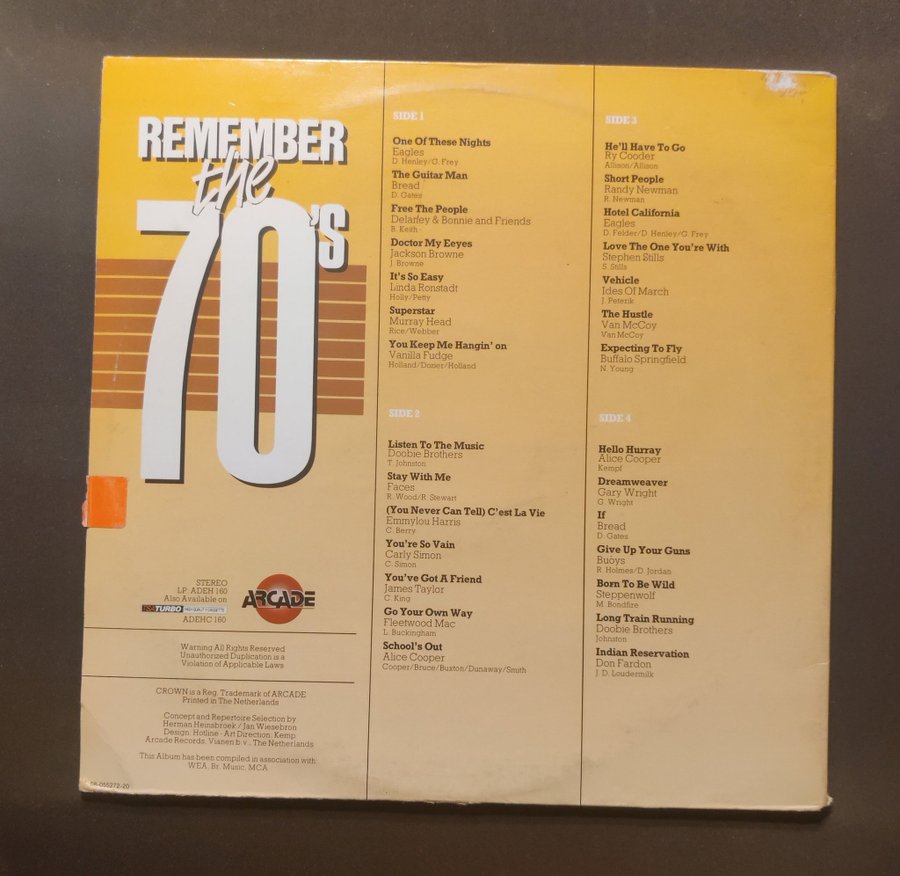 REMEMBER
the
70'S
STEREO
LP. ADEH 160
Also Available on
TURBO
ADEHC 160
ARCADE
Warning All Rights Reserved
Unauthorized Duplication is a
Violation of Applicable Laws
CROWN is a Reg. Trademark of ARCADE
Printed in The Netherlands
Concept and Repertoire Selection by
Herman Heinsbroek / Jan Wiesebron
Design: Hotline - Art Direction: Kemp
Arcade Records, Vianen b.v., The Netherlands
This Album has been compiled in association with:
WEA, Br. Music, MCA
08-055272-20
SIDE 1
One Of These Nights
Eagles
D. Henley/G. Frey
The Guitar Man
Bread
D. Gates
Free The People
Delaney & Bonnie and Friends
B. Keith
Doctor My Eeyes
Jackson Browne
J. Browne
It's So Easy
Linda Ronstadt
Holly/Petty
Superstar
Murray Head
Rice/Webber
You Keep Me Hangin' on
Vanilla Fudge
Holland/Dozier/Holland
SIDE 2
Listen To The Music
Doobie Brothers
T. Johnston
Stay With Me
Faces
R. Wood/R. Stewart
(You Never Can Tell) C'est La Vie
Emmylou Harris
C. Berry
You're So Vain
Carly Simon
C. Simon
You've Got A Friend
James Taylor
C. King
Go Your Own Way
Fleetwood Mac
L. Buckingham
School's Out
Alice Cooper
Cooper/Bruce/Buxton/Dunaway/Smith
SIDE 3
He'll Have To Go
Ry Cooder
Allison/Allison
Short People
Randy Newman
R. Newman
Hotel California
Eagles
D. Felder/D. Henley/G. Frey
Love The One You're With
Stephen Stills
S. Stills
Vehicle
Ides Of March
J. Peterik
The Hustle
Van McCoy
Van McCoy
Expecting To Fly
Buffalo Springfield
N. Young
SIDE 4
Hello Hurray
Alice Cooper
Kempf
Dreamweaver
Gary Wright
G. Wright
If
Bread
D. Gates
Give Up Your Guns
Buoys
R. Holmes/D. Jordan
Born To Be Wild
Steppenwolf
M. Bondfire
Long Train Running
Doobie Brothers
Johnston
Indian Reservation
Don Fardon
J. D. Loudermilk